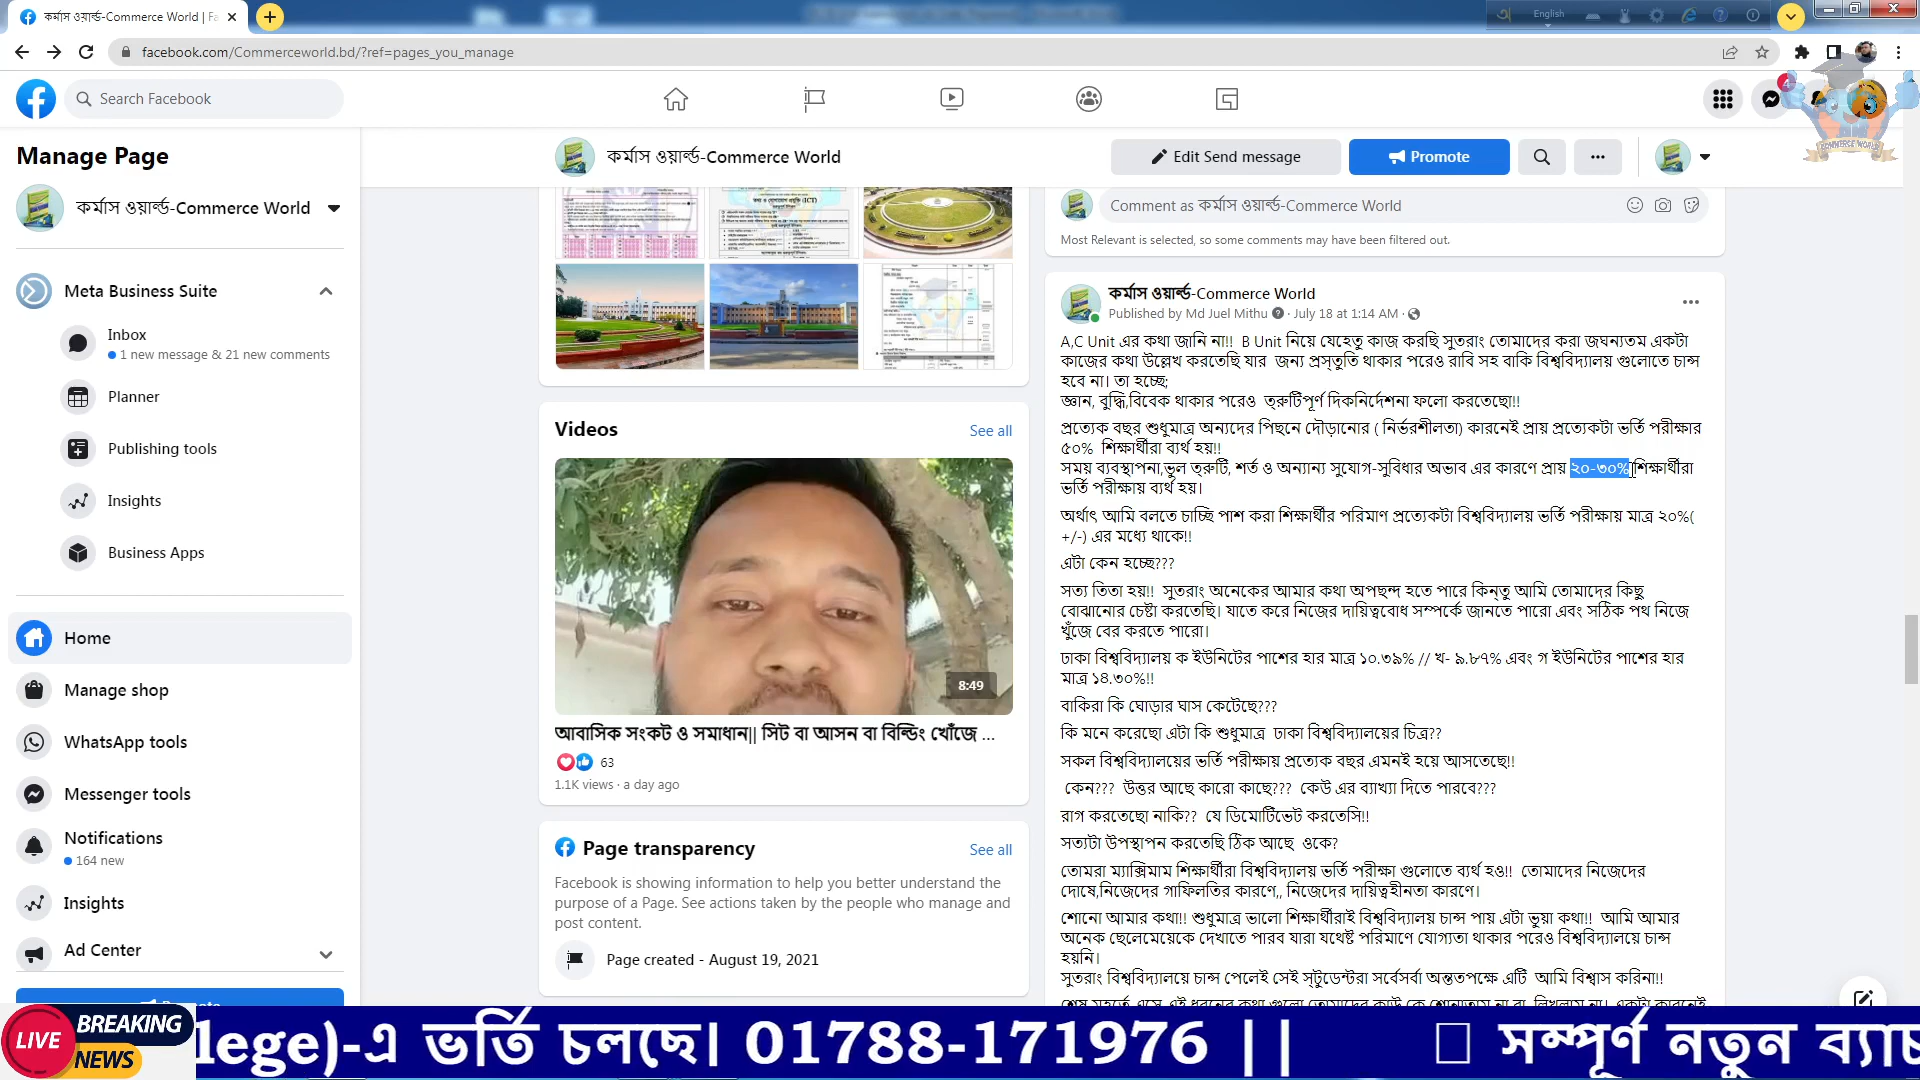 কর্মাস ওয়ার্ল্ড-Commerce World | Fa
English
facebook.com/Commerceworld.bd/?ref=pages_you_manage
Search Facebook
4
COMMERCE WORLD
Manage Page
কর্মাস ওয়ার্ল্ড-Commerce World
Meta Business Suite
Inbox
1 new message & 21 new comments
Planner
Publishing tools
Insights
Business Apps
Home
Manage shop
WhatsApp tools
Messenger tools
Notifications
164 new
Insights
Ad Center
কর্মাস ওয়ার্ল্ড-Commerce World
Edit Send message
Promote
তথ্য ও যোগাযোগ প্রযুক্তি (ICT)
Videos
See all
8:49
আবাসিক সংকট ও সমাধান|| সিট বা আসন বা বিল্ডিং খোঁজে ...
63
1.1K views · a day ago
Page transparency
See all
Facebook is showing information to help you better understand the
purpose of a Page. See actions taken by the people who manage and
post content.
Page created - August 19, 2021
Comment as কর্মাস ওয়ার্ল্ড-Commerce World
Most Relevant is selected, so some comments may have been filtered out.
কর্মাস ওয়ার্ল্ড-Commerce World
Published by Md Juel Mithu · July 18 at 1:14 AM ·
A,C Unit এর কথা জানি না!! B Unit নিয়ে যেহেতু কাজ করছি সুতরাং তোমাদের করা জঘন্যতম একটা
কাজের কথা উল্লেখ করতেছি যার জন্য প্রস্তুতি থাকার পরেও রাবি সহ বাকি বিশ্ববিদ্যালয় গুলোতে চান্স
হবে না। তা হচ্ছে;
জ্ঞান, বুদ্ধি,বিবেক থাকার পরেও ত্রুটিপূর্ণ দিকনির্দেশনা ফলো করতেছো!!
প্রত্যেক বছর শুধুমাত্র অন্যদের পিছনে দৌড়ানোর ( নির্ভরশীলতা) কারনেই প্রায় প্রত্যেকটা ভর্তি পরীক্ষার
৫০% শিক্ষার্থীরা ব্যর্থ হয়!!
সময় ব্যবস্থাপনা,ভুল ত্রুটি, শর্ত ও অন্যান্য সুযোগ-সুবিধার অভাব এর কারণে প্রায় ২০-৩০% শিক্ষার্থীরা
ভর্তি পরীক্ষায় ব্যর্থ হয়।
অর্থাৎ আমি বলতে চাচ্ছি পাশ করা শিক্ষার্থীর পরিমাণ প্রত্যেকটা বিশ্ববিদ্যালয় ভর্তি পরীক্ষায় মাত্র ২০%(
+/-) এর মধ্যে থাকে!!
এটা কেন হচ্ছে???
সত্য তিতা হয়!! সুতরাং অনেকের আমার কথা অপছন্দ হতে পারে কিন্তু আমি তোমাদের কিছু
বোঝানোর চেষ্টা করতেছি। যাতে করে নিজের দায়িত্ববোধ সম্পর্কে জানতে পারো এবং সঠিক পথ নিজে
খুঁজে বের করতে পারো।
ঢাকা বিশ্ববিদ্যালয় ক ইউনিটের পাশের হার মাত্র ১০.৩৯% // খ- ৯.৮৭% এবং গ ইউনিটের পাশের হার
মাত্র ১৪.৩০%!!
বাকিরা কি ঘোড়ার ঘাস কেটেছে???
কি মনে করেছো এটা কি শুধুমাত্র ঢাকা বিশ্ববিদ্যালয়ের চিত্র??
সকল বিশ্ববিদ্যালয়ের ভর্তি পরীক্ষায় প্রত্যেক বছর এমনই হয়ে আসতেছে!!
কেন??? উত্তর আছে কারো কাছে??? কেউ এর ব্যাখ্যা দিতে পারবে???
রাগ করতেছো নাকি?? যে ডিমোটিভেট করতেসি!!
সত্যটা উপস্থাপন করতেছি ঠিক আছে ওকে?
তোমরা ম্যাক্সিমাম শিক্ষার্থীরা বিশ্ববিদ্যালয় ভর্তি পরীক্ষা গুলোতে ব্যর্থ হও!! তোমাদের নিজেদের
দোষে,নিজেদের গাফিলতির কারণে,, নিজেদের দায়িত্বহীনতা কারণে।
শোনো আমার কথা!! শুধুমাত্র ভালো শিক্ষার্থীরাই বিশ্ববিদ্যালয় চান্স পায় এটা ভুয়া কথা!! আমি আমার
অনেক ছেলেমেয়েকে দেখাতে পারব যারা যথেষ্ট পরিমাণে যোগ্যতা থাকার পরেও বিশ্ববিদ্যালয়ে চান্স
হয়নি।
সুতরাং বিশ্ববিদ্যালয়ে চান্স পেলেই সেই স্টুডেন্টরা সর্বেসর্বা অন্ততপক্ষে এটি আমি বিশ্বাস করিনা!!
LIVE
BREAKING
NEWS
lege)-এ ভর্তি চলছে। 01788-171976 || সম্পূর্ণ নতুন ব্যাচ